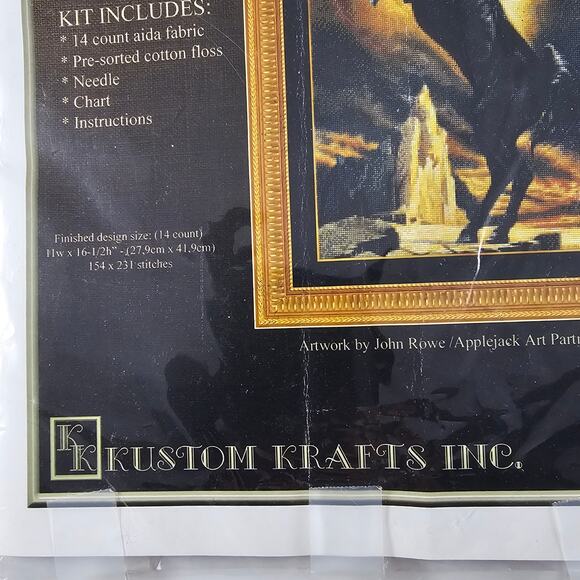 KIT INCLUDES:
* 14 count aida fabric
* Pre-sorted cotton floss
* Needle
* Chart
* Instructions
Finished design size: (14 count)
11w x 16-1/2h" - (27,9cm x 41,9cm)
154 x 231 stitches
Artwork by John Rowe /Applejack Art
KK KUSTOM KRAFTS INC.